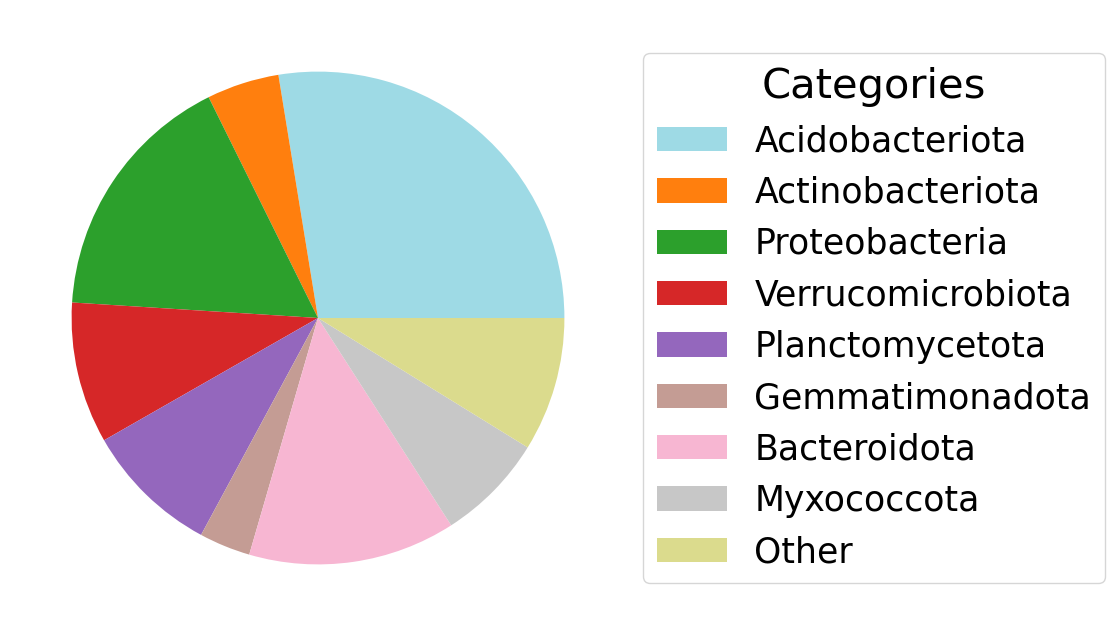 Categories
Acidobacteriota
Actinobacteriota
Proteobacteria
Verrucomicrobiota
Planctomycetota
Gemmatimonadota
Bacteroidota
Myxococcota
Other